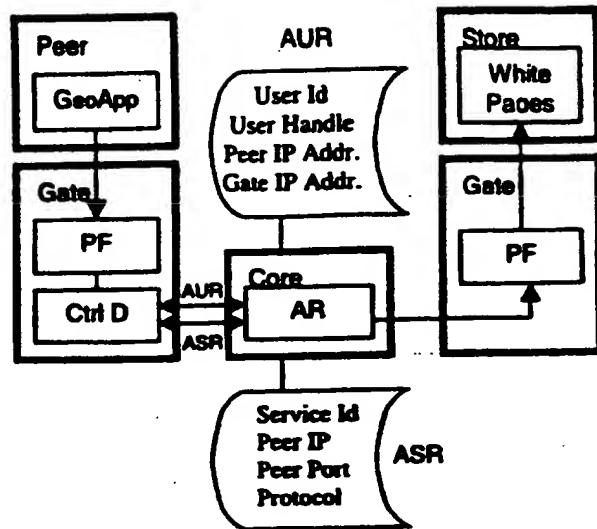 Peer
GeoApp
Gate
PF
Ctrl D
AUR
ASR
AUR
User Id
User Handle
Peer IP Addr.
Gate IP Addr.
Core
AR
Service Id
Peer IP
Peer Port
Protocol
ASR
Store
White
Pages
Gate
PF